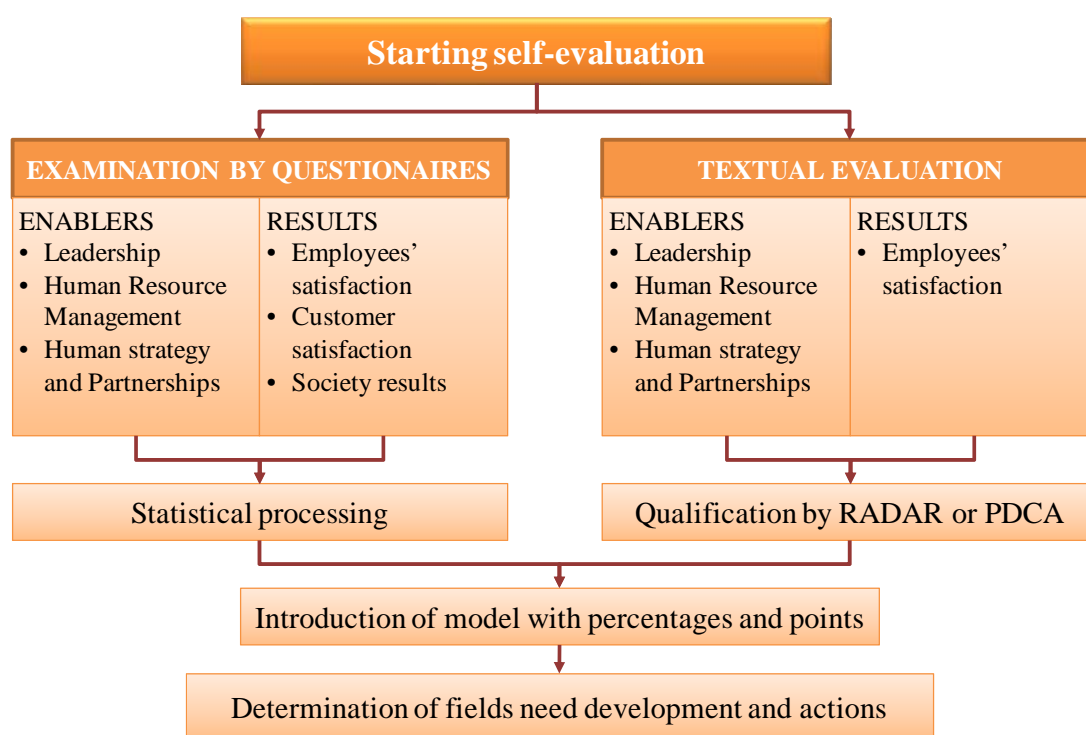 Starting self-evaluation
EXAMINATION BY QUESTIONAIRES
ENABLERS
• Leadership
• Human Resource
Management
• Human strategy
and Partnerships
RESULTS
• Employees’
satisfaction
• Customer
satisfaction
• Society results
TEXTUAL EVALUATION
ENABLERS
• Leadership
• Human Resource
Management
• Human strategy
and Partnerships
RESULTS
• Employees’
satisfaction
Statistical processing
Qualification by RADAR or PDCA
Introduction of model with percentages and points
Determination of fields need development and actions